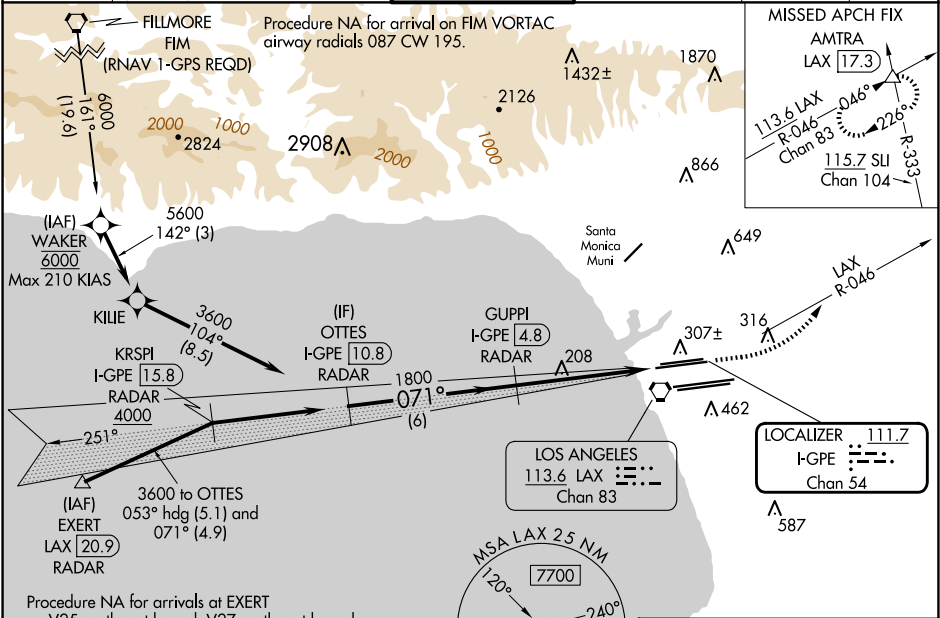 FILLMORE
FIM
(RNAV 1-GPS REQD)
Procedure NA for arrival on FIM VORTAC
airway radials 087 CW 195.
MISSED APCH FIX
AMTRA
LAX 17.3
113.6 LAX
R-046
Chan 83
046°
226°
R-333
115.7 SLI
Chan 104
1432±
1870
2126
2000
1000
2824
2908
2000
1000
866
6000
161°
(19.6)
(IAF)
WAKER
6000
Max 210 KIAS
5600
142° (3)
Santa
Monica
Muni
649
LAX
R-046
KILIE
3600
104°
(8.5)
(IF)
OTTES
I-GPE 10.8
RADAR
GUPPI
I-GPE 4.8
RADAR
307±
316
208
KRSPI
I-GPE 15.8
RADAR
4000
1800
071°
(6)
251°
462
(IAF)
EXERT
LAX 20.9
RADAR
3600 to OTTES
053° hdg (5.1) and
071° (4.9)
LOS ANGELES
113.6 LAX
Chan 83
LOCALIZER 111.7
I-GPE
Chan 54
587
MSA LAX 25 NM
7700
120°
240°
Procedure NA for arrivals at EXERT